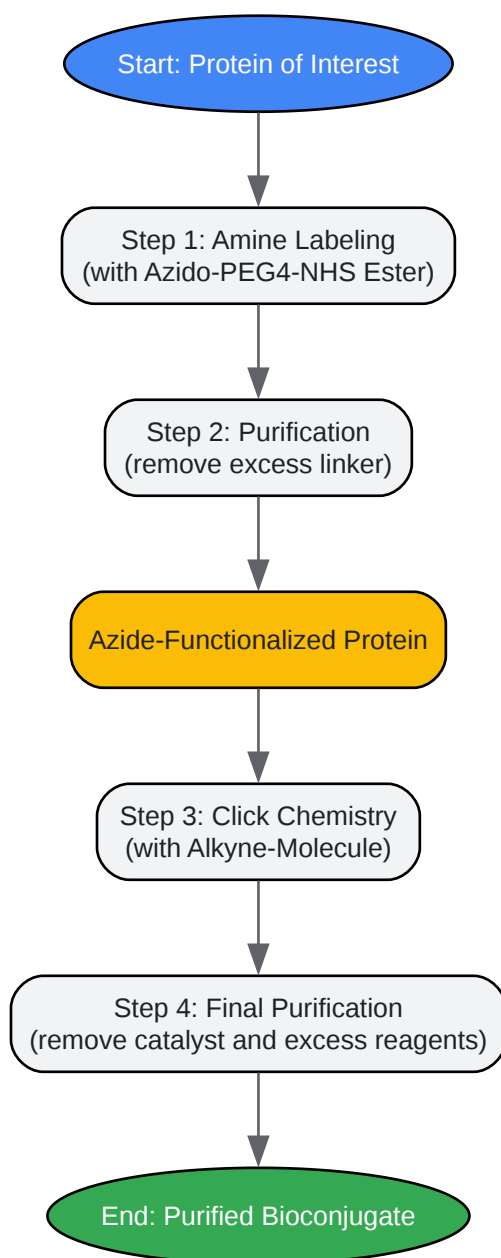 Start: Protein of Interest
Step 1: Amine Labeling
(with Azido-PEG4-NHS Ester)
Step 2: Purification
(remove excess linker)
Azide-Functionalized Protein
Step 3: Click Chemistry
(with Alkyne-Molecule)
Step 4: Final Purification
(remove catalyst and excess reagents)
End: Purified Bioconjugate